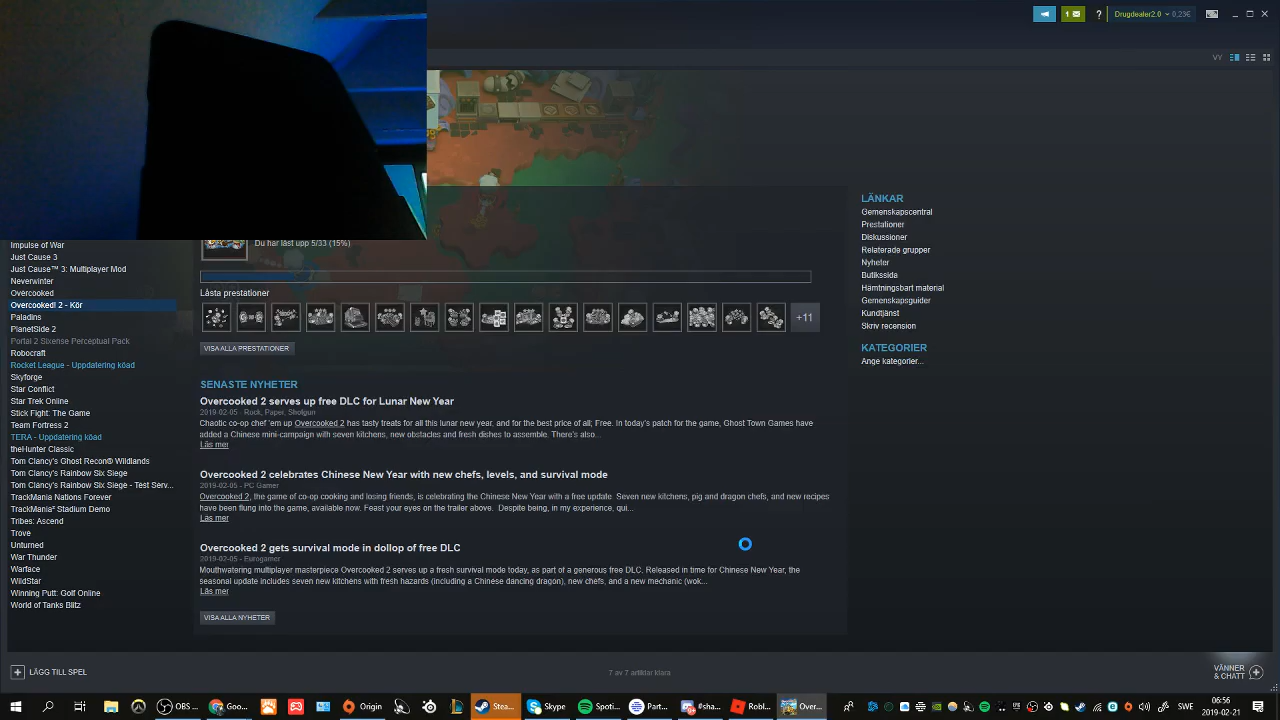 1
?
Drugdealer2.0
0,23€
VY
Du har låst upp 5/33 (15%)
Låsta prestationer
+11
VISA ALLA PRESTATIONER
SENASTE NYHETER
Overcooked 2 serves up free DLC for Lunar New Year
2019-02-05 - Rock, Paper, Shotgun
Chaotic co-op chef 'em up Overcooked 2 has tasty treats for all this lunar new year, and for the best price of all; Free. In today's patch for the game, Ghost Town Games have
added a Chinese mini-campaign with seven kitchens, new obstacles and fresh dishes to assemble. There's also...
Läs mer
Overcooked 2 celebrates Chinese New Year with new chefs, levels, and survival mode
2019-02-05 - PC Gamer
Overcooked 2, the game of co-op cooking and losing friends, is celebrating the Chinese New Year with a free update. Seven new kitchens, pig and dragon chefs, and new recipes
have been flung into the game, available now. Feast your eyes on the trailer above. Despite being, in my experience, qui...
Läs mer
Overcooked 2 gets survival mode in dollop of free DLC
2019-02-05 - Eurogamer
Mouthwatering multiplayer masterpiece Overcooked 2 serves up a fresh survival mode today, as part of a generous free DLC. Released in time for Chinese New Year, the
seasonal update includes seven new kitchens with fresh hazards (including a Chinese dancing dragon), new chefs, and a new mechanic (wok...
Läs mer
VISA ALLA NYHETER
LÄNKAR
Gemenskapscentral
Prestationer
Diskussioner
Relaterade grupper
Nyheter
Butikssida
Hämtningsbart material
Gemenskapsguider
Kundtjänst
Skriv recension
KATEGORIER
Ange kategorier...
Impulse of War
Just Cause 3
Just Cause™ 3: Multiplayer Mod
Neverwinter
Overcooked
Overcooked! 2 - Kör
Paladins
PlanetSide 2
Portal 2 Sixense Perceptual Pack
Robocraft
Rocket League - Uppdatering köad
Skyforge
Star Conflict
Star Trek Online
Stick Fight: The Game
Team Fortress 2
TERA - Uppdatering köad
theHunter Classic
Tom Clancy's Ghost Recon® Wildlands
Tom Clancy's Rainbow Six Siege
Tom Clancy's Rainbow Six Siege - Test Serv...
TrackMania Nations Forever
TrackMania² Stadium Demo
Tribes: Ascend
Trove
Unturned
War Thunder
Warface
WildStar
Winning Putt: Golf Online
World of Tanks Blitz
LÄGG TILL SPEL
7 av 7 artiklar klara
VÄNNER
& CHATT
OBS ...
Goo...
Origin
Stea...
Skype
Spoti...
Part...
#sha...
Robl...
Over...
SWE
06:56
2019-02-21